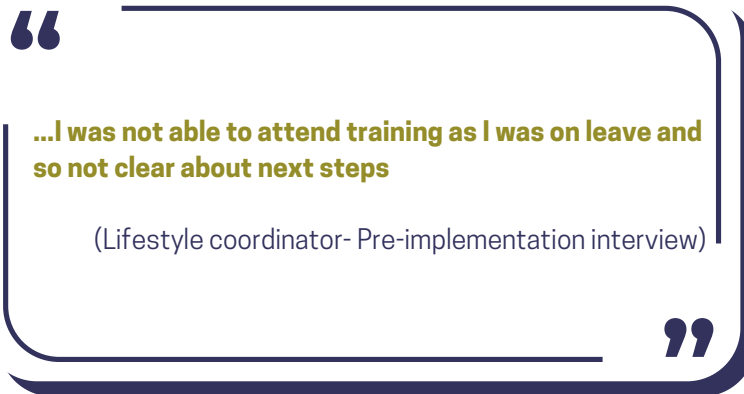 “
...I was not able to attend training as I was on leave and
so not clear about next steps
(Lifestyle coordinator- Pre-implementation interview)
”